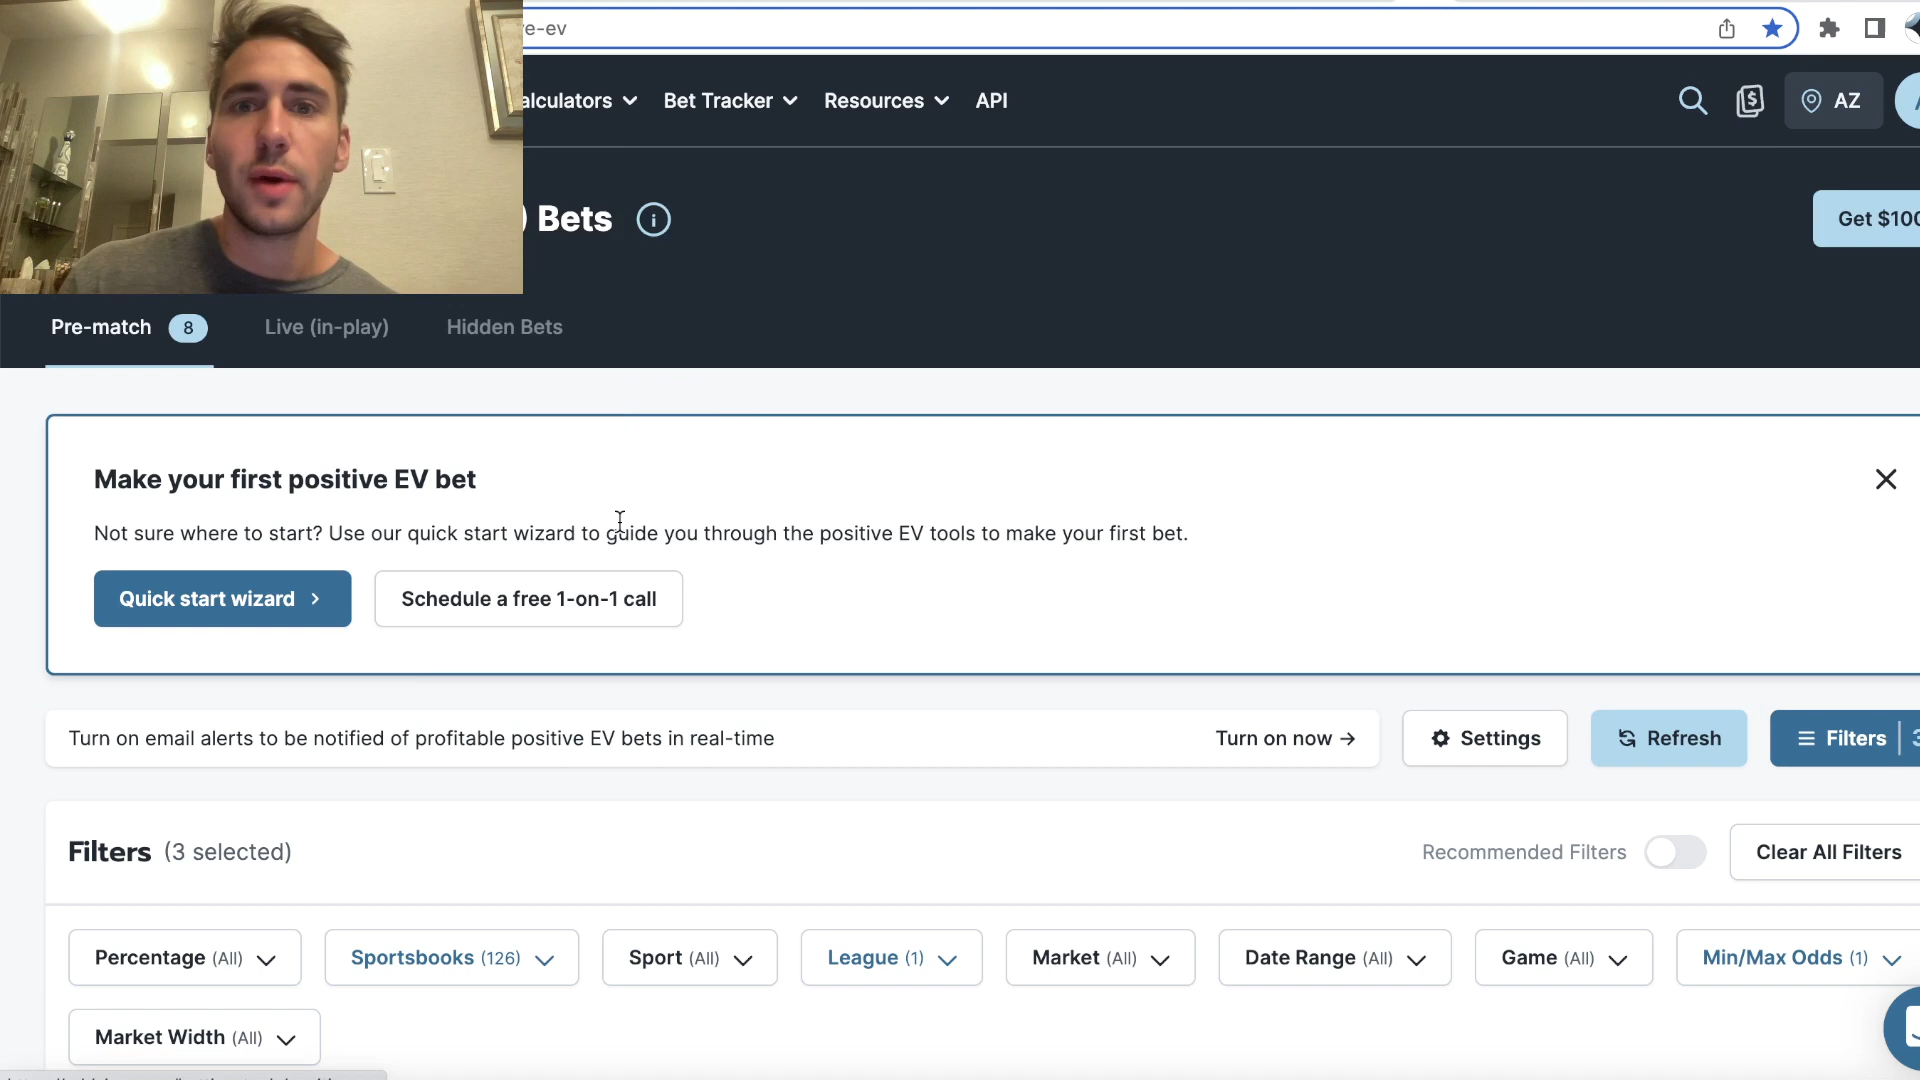 e-ev
alculators Bet Tracker Resources API
AZ
) Bets
Get $100
Pre-match 8 Live (in-play) Hidden Bets
Make your first positive EV bet
Not sure where to start? Use our quick start wizard to guide you through the positive EV tools to make your first bet.
Quick start wizard Schedule a free 1-on-1 call
Turn on email alerts to be notified of profitable positive EV bets in real-time Turn on now → Settings Refresh Filters 3
Filters (3 selected) Recommended Filters Clear All Filters
Percentage (All) Sportsbooks (126) Sport (All) League (1) Market (All) Date Range (All) Game (All) Min/Max Odds (1)
Market Width (All)